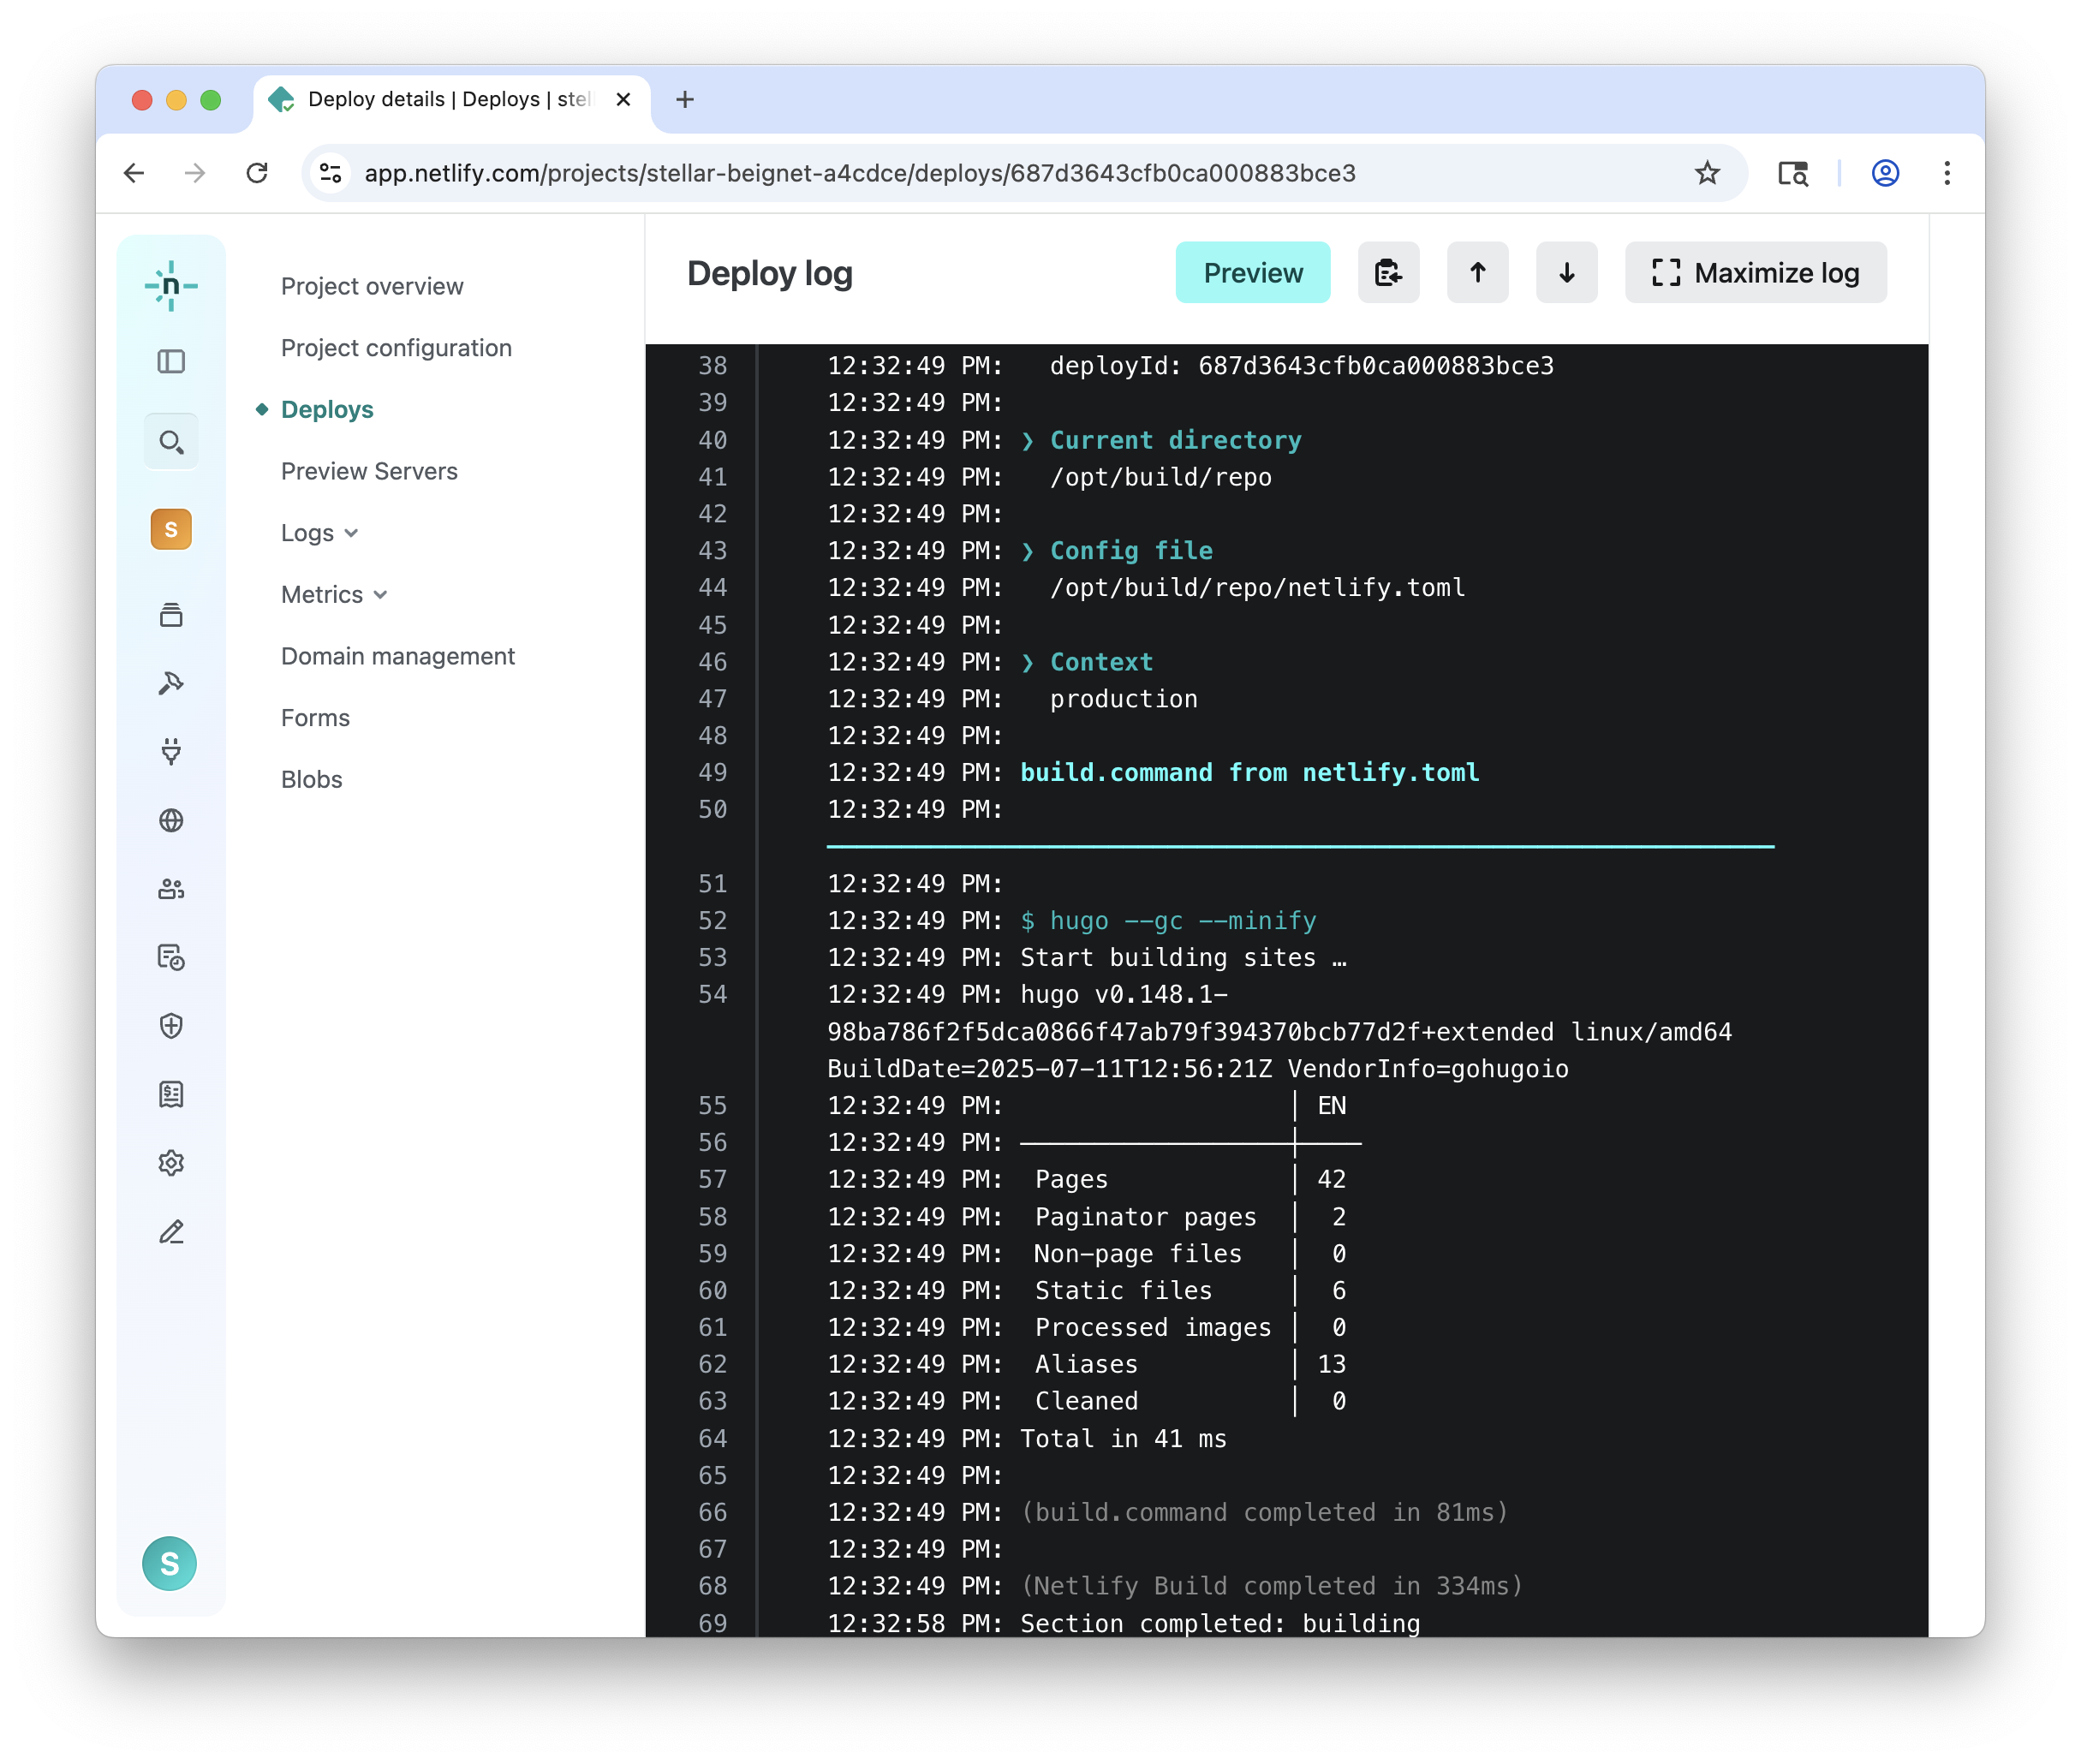 Deploy details | Deploys | stel
app.netlify.com/projects/stellar-beignet-a4cdce/deploys/687d3643cfb0ca000883bce3
n
S
S
Project overview
Project configuration
Deploys
Preview Servers
Logs
Metrics
Domain management
Forms
Blobs
Deploy log
Preview
Maximize log
38 12:32:49 PM:   deployId: 687d3643cfb0ca000883bce3
39 12:32:49 PM:
40 12:32:49 PM: ❯ Current directory
41 12:32:49 PM:   /opt/build/repo
42 12:32:49 PM:
43 12:32:49 PM: ❯ Config file
44 12:32:49 PM:   /opt/build/repo/netlify.toml
45 12:32:49 PM:
46 12:32:49 PM: ❯ Context
47 12:32:49 PM:   production
48 12:32:49 PM:
49 12:32:49 PM: build.command from netlify.toml
50 12:32:49 PM:
51 12:32:49 PM:
52 12:32:49 PM: $ hugo --gc --minify
53 12:32:49 PM: Start building sites …
54 12:32:49 PM: hugo v0.148.1-
98ba786f2f5dca0866f47ab79f394370bcb77d2f+extended linux/amd64
BuildDate=2025-07-11T12:56:21Z VendorInfo=gohugoio
55 12:32:49 PM:                    │ EN
56 12:32:49 PM: ───────────────────┼─────
57 12:32:49 PM:  Pages             │ 42
58 12:32:49 PM:  Paginator pages   │  2
59 12:32:49 PM:  Non-page files    │  0
60 12:32:49 PM:  Static files      │  6
61 12:32:49 PM:  Processed images  │  0
62 12:32:49 PM:  Aliases           │ 13
63 12:32:49 PM:  Cleaned           │  0
64 12:32:49 PM: Total in 41 ms
65 12:32:49 PM:
66 12:32:49 PM: (build.command completed in 81ms)
67 12:32:49 PM:
68 12:32:49 PM: (Netlify Build completed in 334ms)
69 12:32:58 PM: Section completed: building